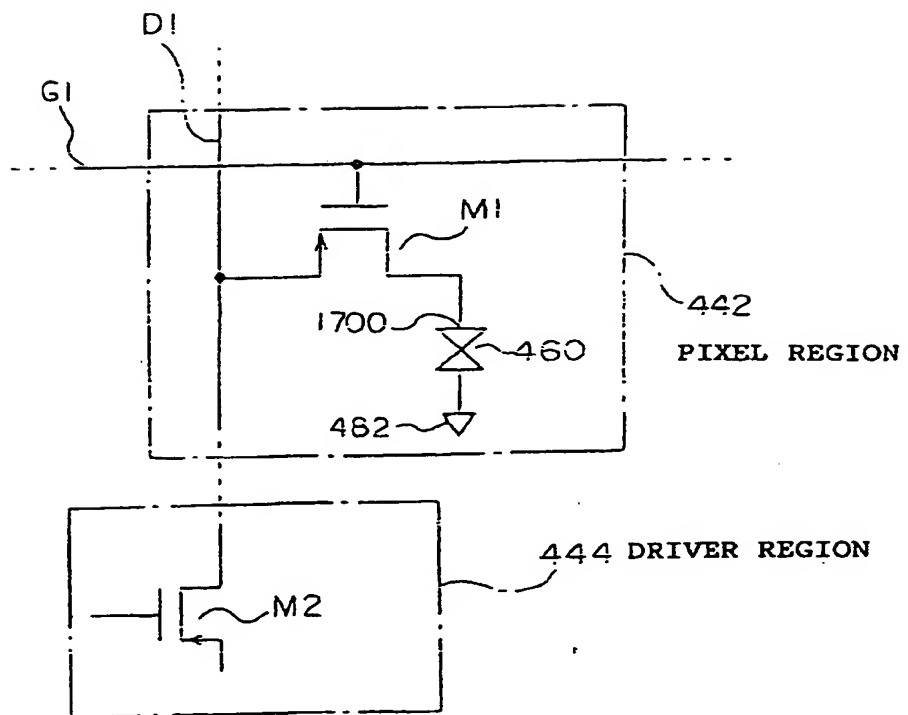 D1
G1
M1
442
PIXEL REGION
1700
460
482
444 DRIVER REGION
M2